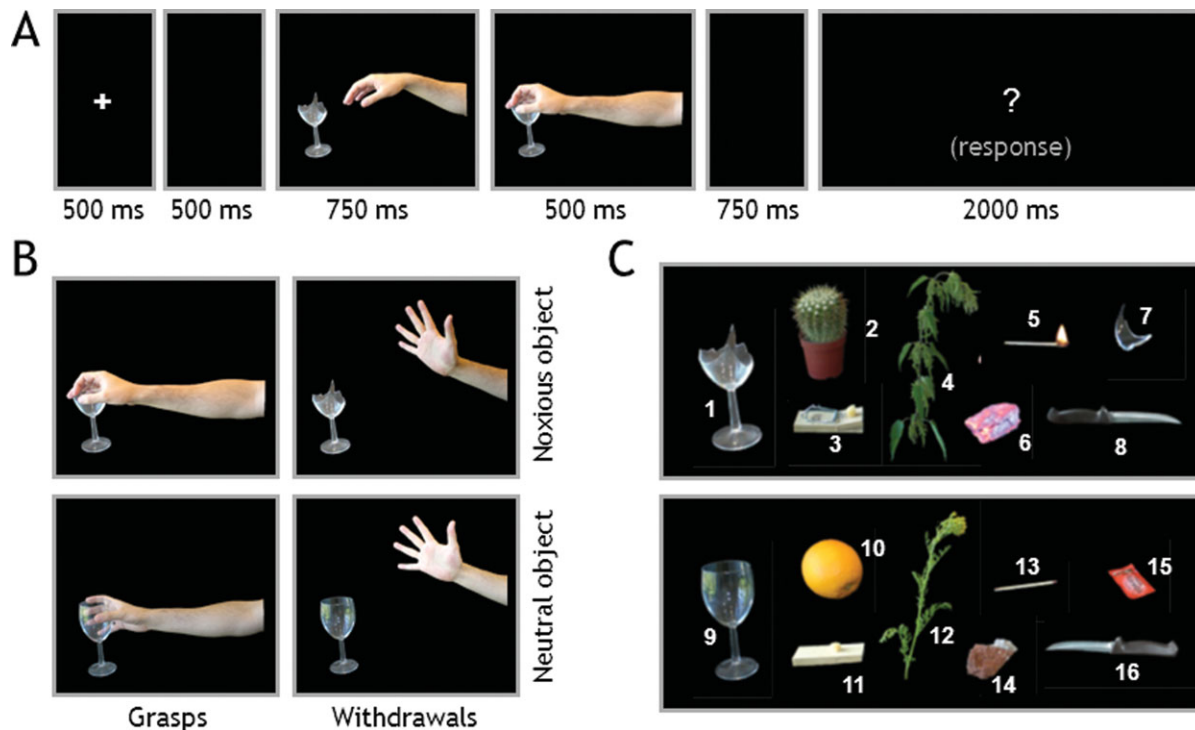 A
+
?
(response)
500 ms
500 ms
750 ms
500 ms
750 ms
2000 ms
B
Noxious object
Neutral object
Grasps
Withdrawals
C
1
2
3
4
5
6
7
8
9
10
11
12
13
14
15
16